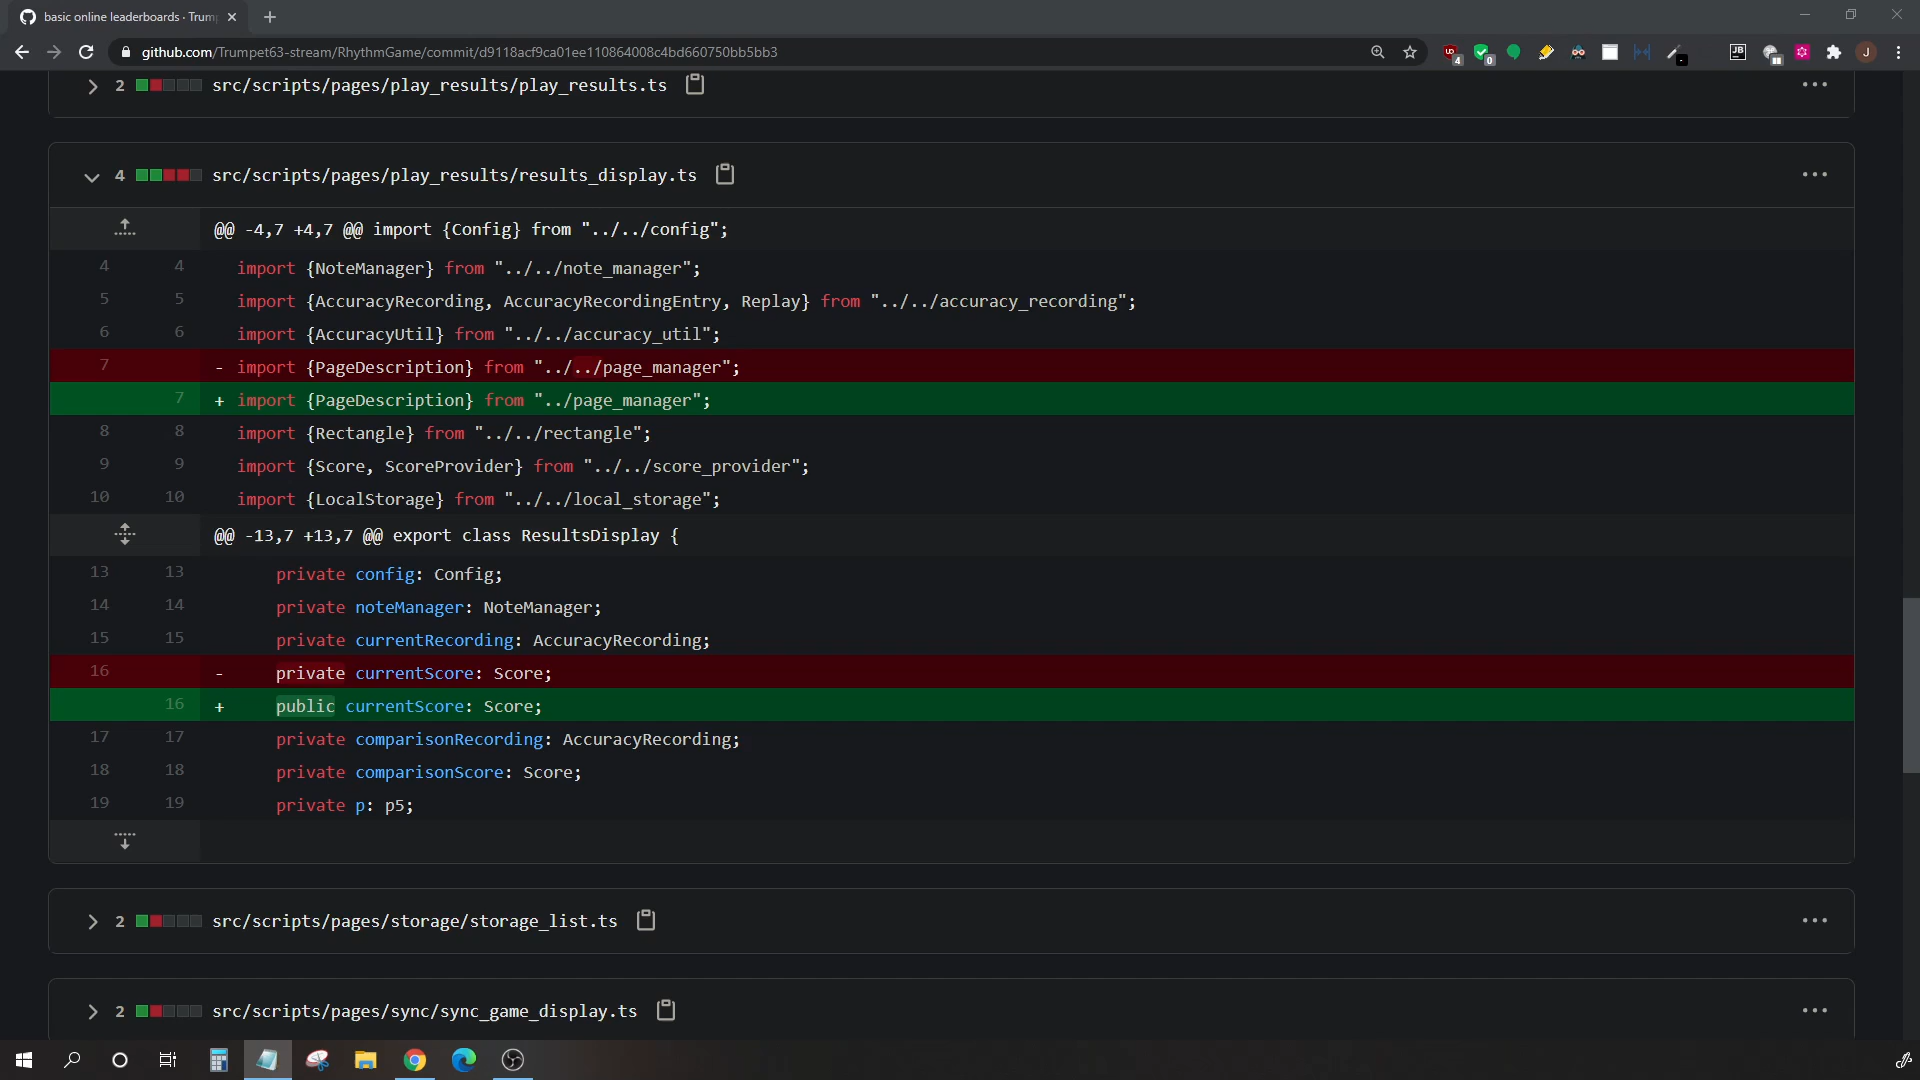 basic online leaderboards · Trump
github.com/Trumpet63-stream/RhythmGame/commit/d9118acf9ca01ee110864008c4bd660750bb5bb3
4
0
JB
J
2 src/scripts/pages/play_results/play_results.ts
4 src/scripts/pages/play_results/results_display.ts
@@ -4,7 +4,7 @@ import {Config} from "../../config";
4 4 import {NoteManager} from "../../note_manager";
5 5 import {AccuracyRecording, AccuracyRecordingEntry, Replay} from "../../accuracy_recording";
6 6 import {AccuracyUtil} from "../../accuracy_util";
7 - import {PageDescription} from "../../page_manager";
7 + import {PageDescription} from "../page_manager";
8 8 import {Rectangle} from "../../rectangle";
9 9 import {Score, ScoreProvider} from "../../score_provider";
10 10 import {LocalStorage} from "../../local_storage";
@@ -13,7 +13,7 @@ export class ResultsDisplay {
13 13 private config: Config;
14 14 private noteManager: NoteManager;
15 15 private currentRecording: AccuracyRecording;
16 - private currentScore: Score;
16 + public currentScore: Score;
17 17 private comparisonRecording: AccuracyRecording;
18 18 private comparisonScore: Score;
19 19 private p: p5;
2 src/scripts/pages/storage/storage_list.ts
2 src/scripts/pages/sync/sync_game_display.ts